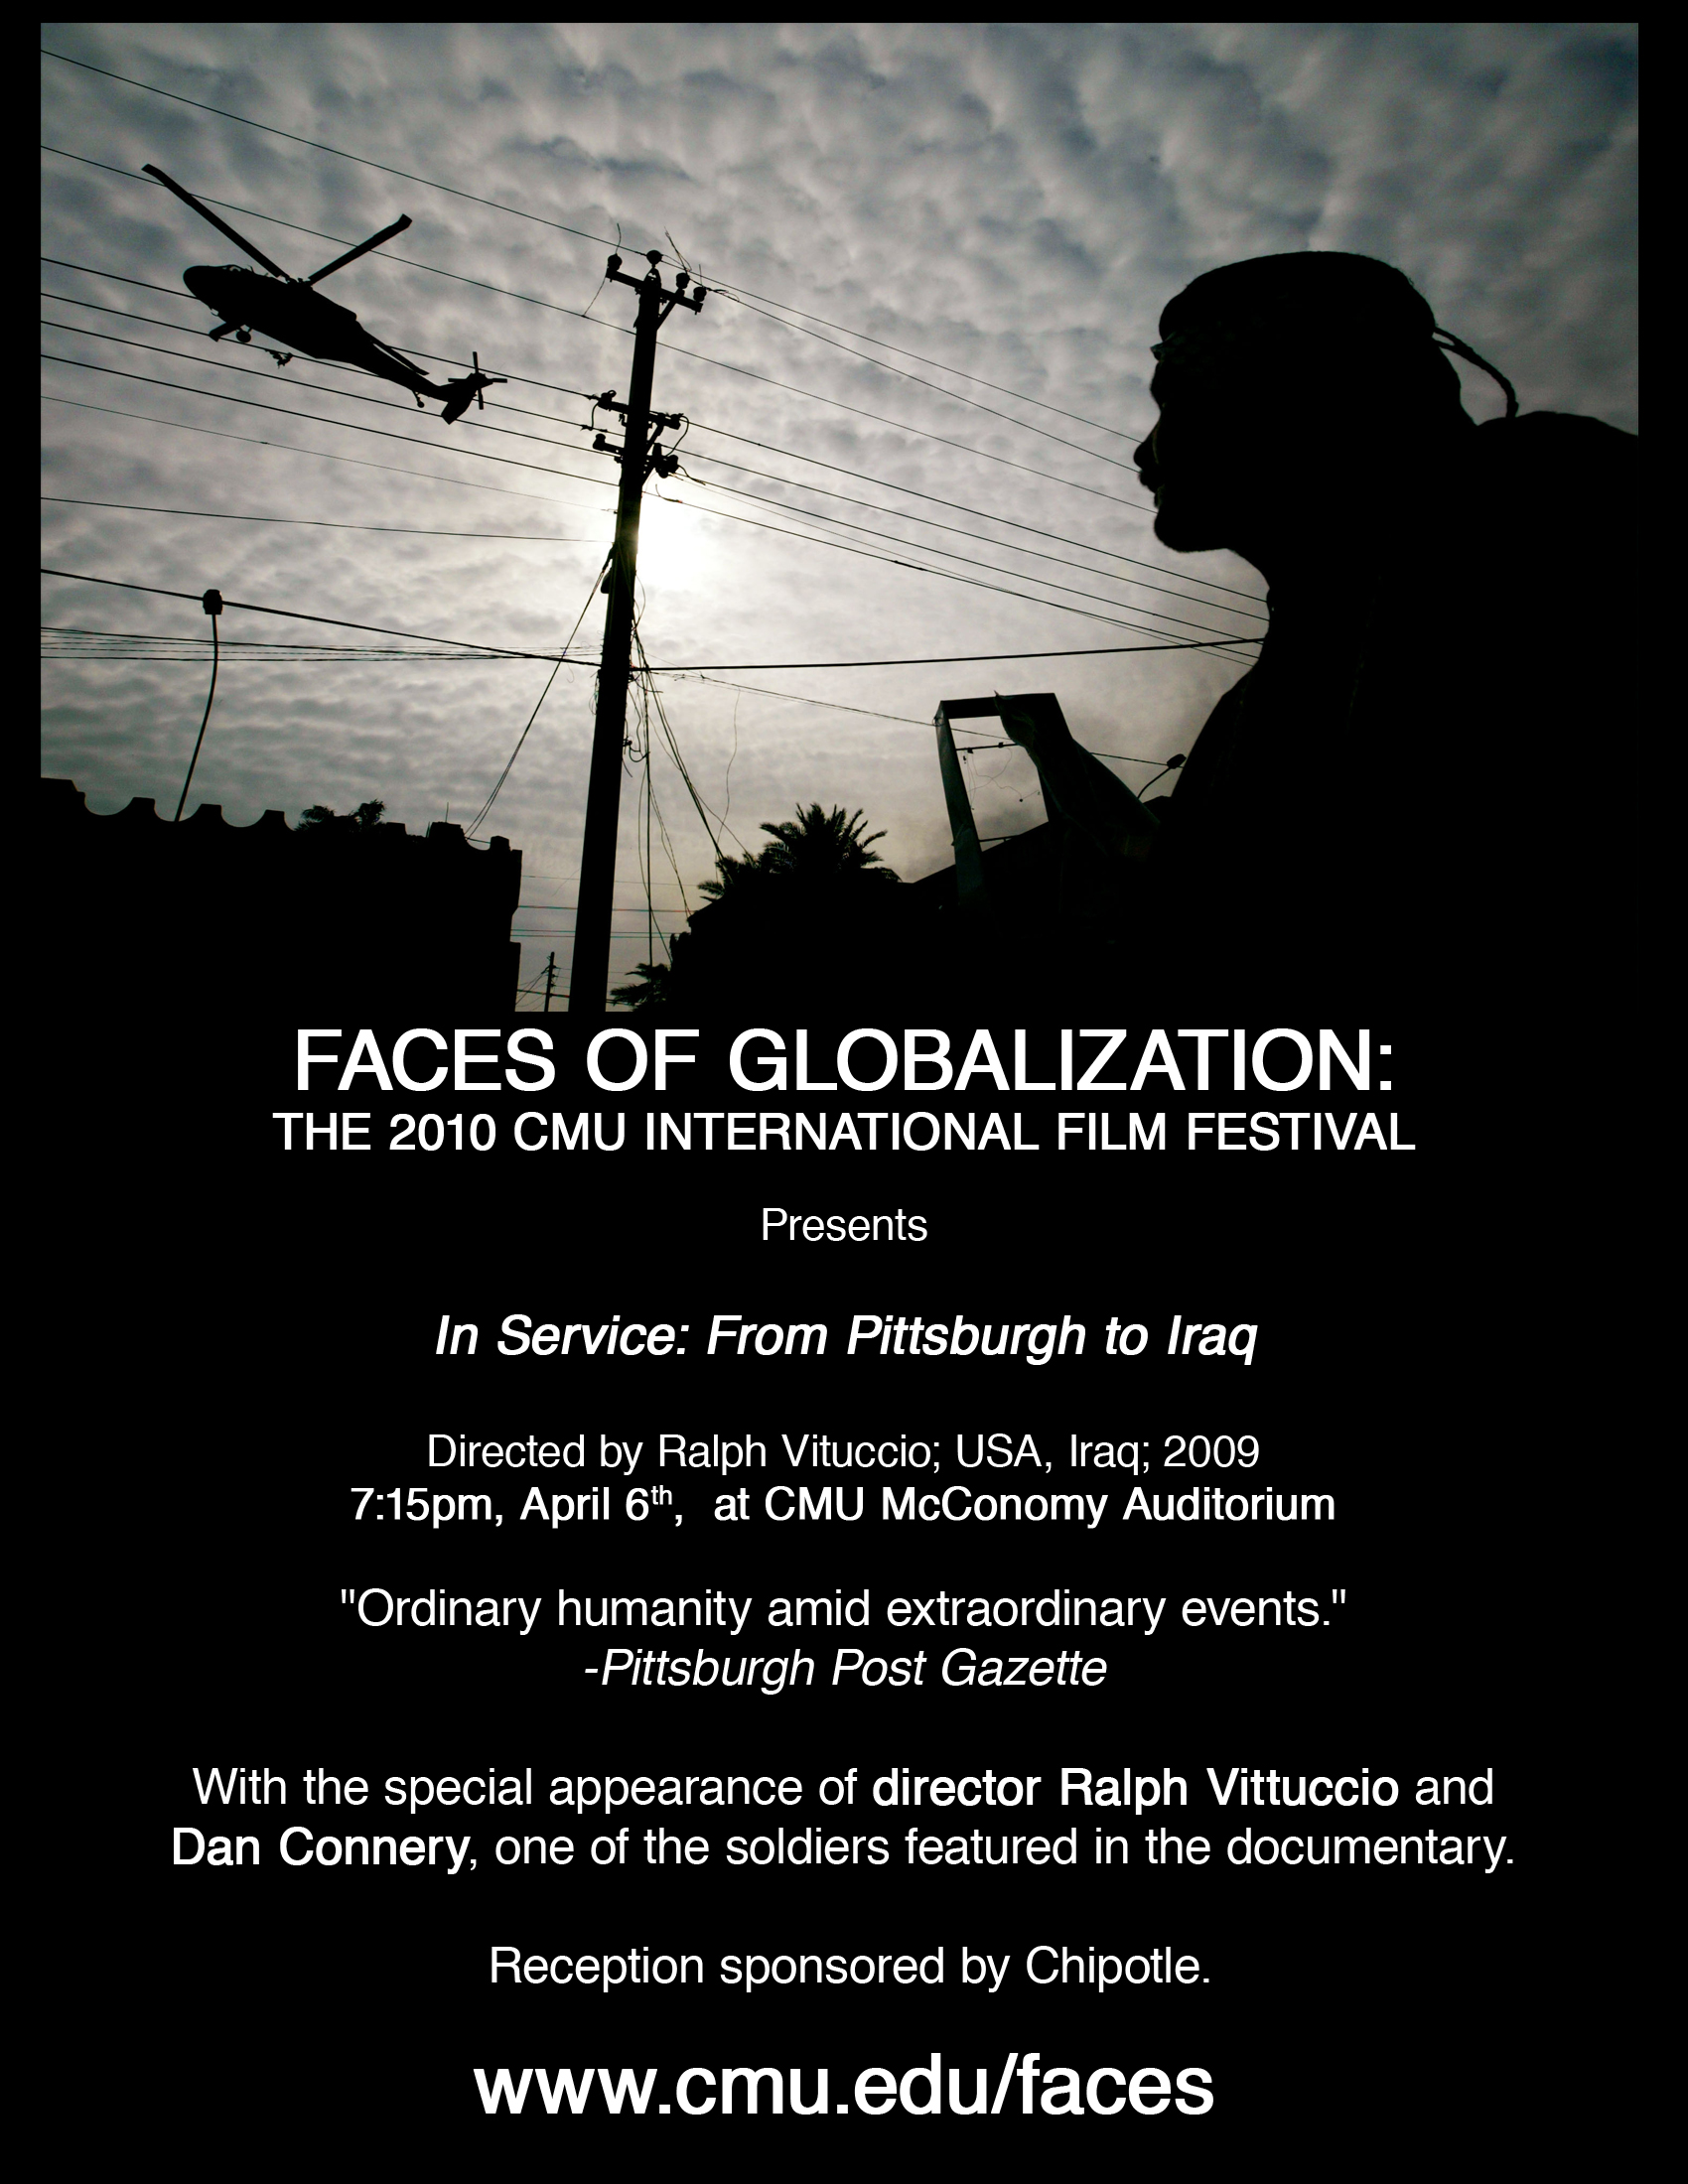 FACES OF GLOBALIZATION:
THE 2010 CMU INTERNATIONAL FILM FESTIVAL
Presents
In Service: From Pittsburgh to Iraq
Directed by Ralph Vituccio; USA, Iraq; 2009
7:15pm, April 6th, at CMU McConomy Auditorium
"Ordinary humanity amid extraordinary events."
-Pittsburgh Post Gazette
With the special appearance of director Ralph Vittuccio and
Dan Connery, one of the soldiers featured in the documentary.
Reception sponsored by Chipotle.
www.cmu.edu/faces